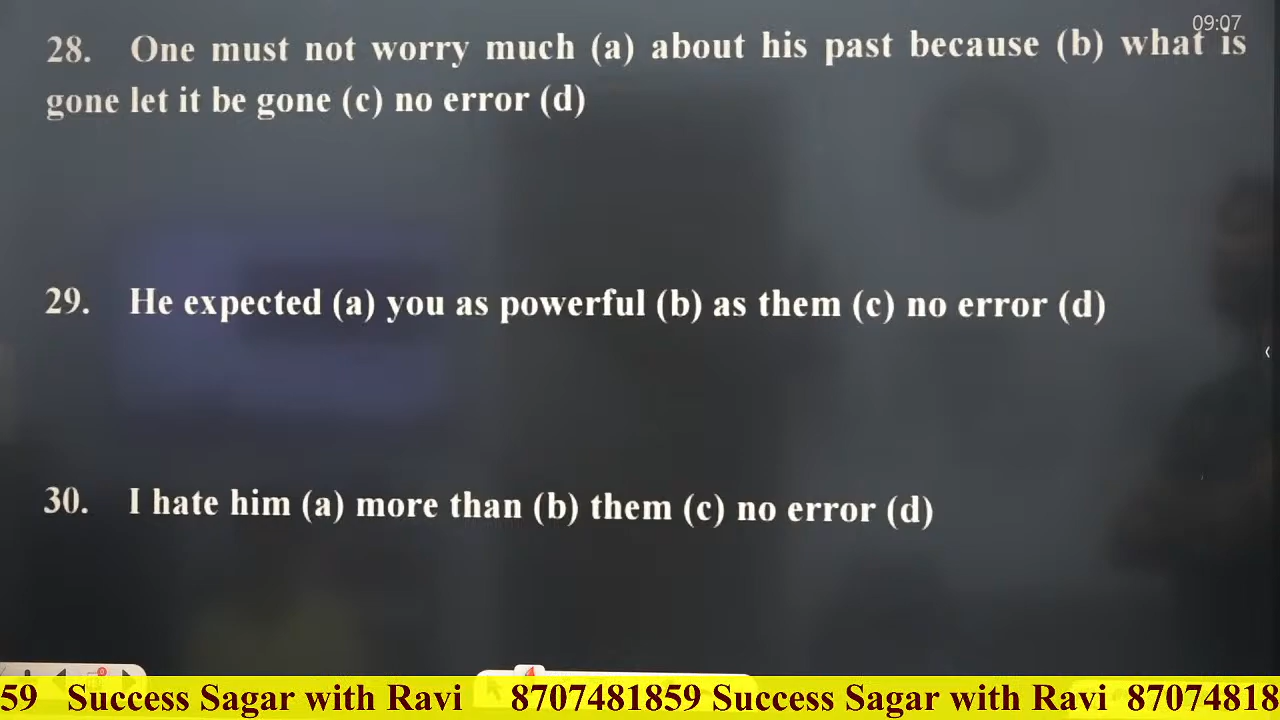 09:07
28. One must not worry much (a) about his past because (b) what is
gone let it be gone (c) no error (d)
29. He expected (a) you as powerful (b) as them (c) no error (d)
30. I hate him (a) more than (b) them (c) no error (d)
59 Success Sagar with Ravi 8707481859 Success Sagar with Ravi 87074818